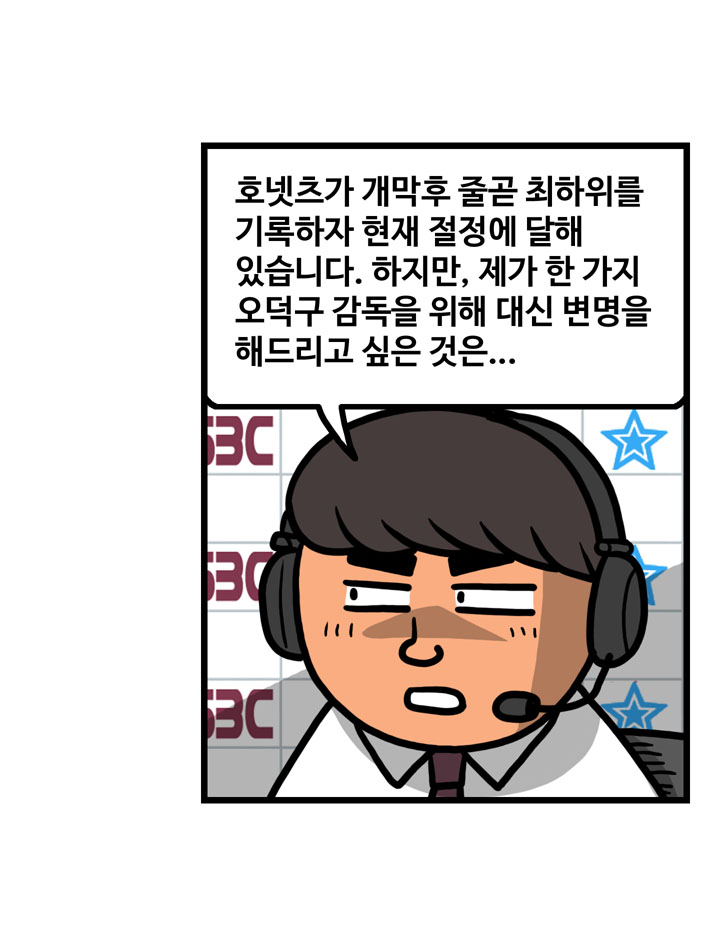 호넷츠가 개막후 줄곧 최하위를
기록하자 현재 절정에 달해
있습니다. 하지만, 제가 한 가지
오덕구 감독을 위해 대신 변명을
해드리고 싶은 것은...
SBC
SBC
SBC